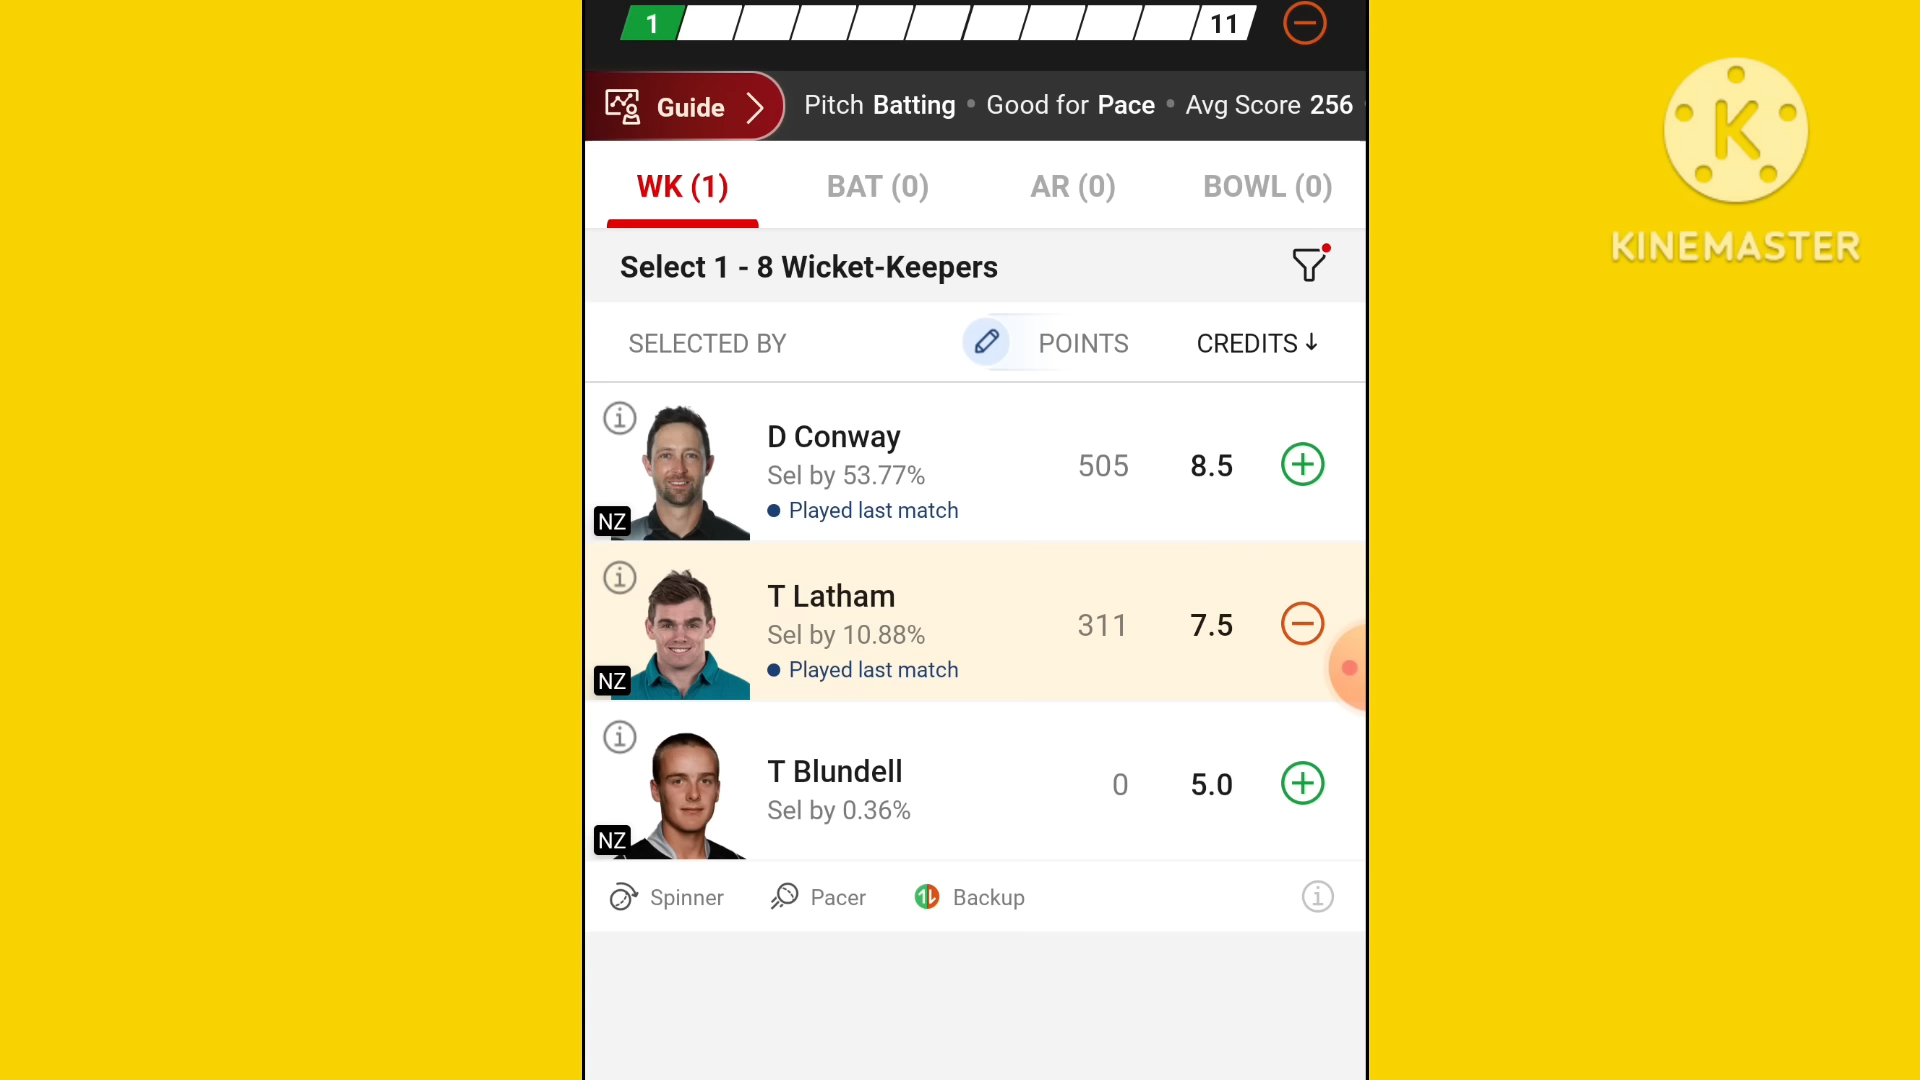 1 11
Guide Pitch Batting • Good for Pace • Avg Score 256
K
KINEMASTER
WK (1) BAT (0) AR (0) BOWL (0)
Select 1 - 8 Wicket-Keepers
SELECTED BY POINTS CREDITS ↓
D Conway
Sel by 53.77%
Played last match
505 8.5
NZ
T Latham
Sel by 10.88%
Played last match
311 7.5
NZ
T Blundell
Sel by 0.36%
0 5.0
NZ
Spinner Pacer Backup